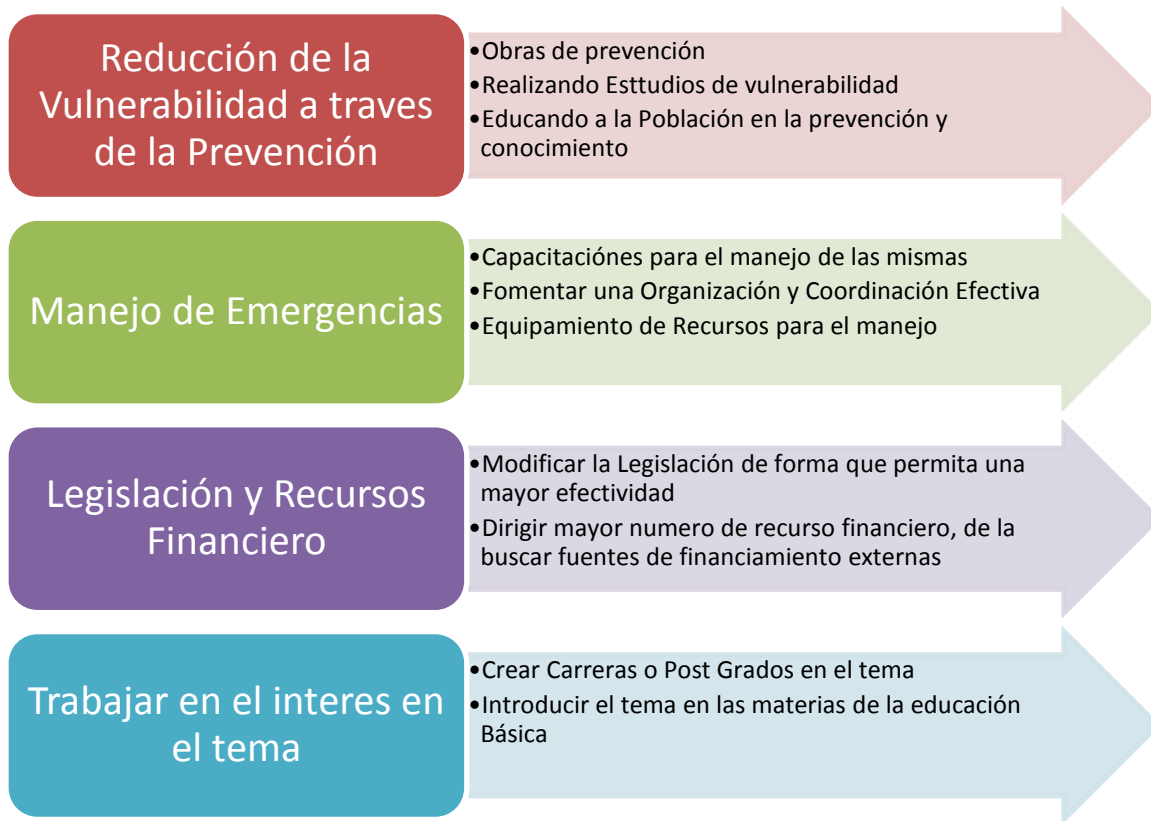 Reducción de la
Vulnerabilidad a traves
de la Prevención
•Obras de prevención
•Realizando Esttudios de vulnerabilidad
•Educando a la Población en la prevención y
conocimiento
Manejo de Emergencias
•Capacitaciónes para el manejo de las mismas
•Fomentar una Organización y Coordinación Efectiva
•Equipamiento de Recursos para el manejo
Legislación y Recursos
Financiero
•Modificar la Legislación de forma que permita una
mayor efectividad
•Dirigir mayor numero de recurso financiero, de la
buscar fuentes de financiamiento externas
Trabajar en el interes en
el tema
•Crear Carreras o Post Grados en el tema
•Introducir el tema en las materias de la educación
Básica